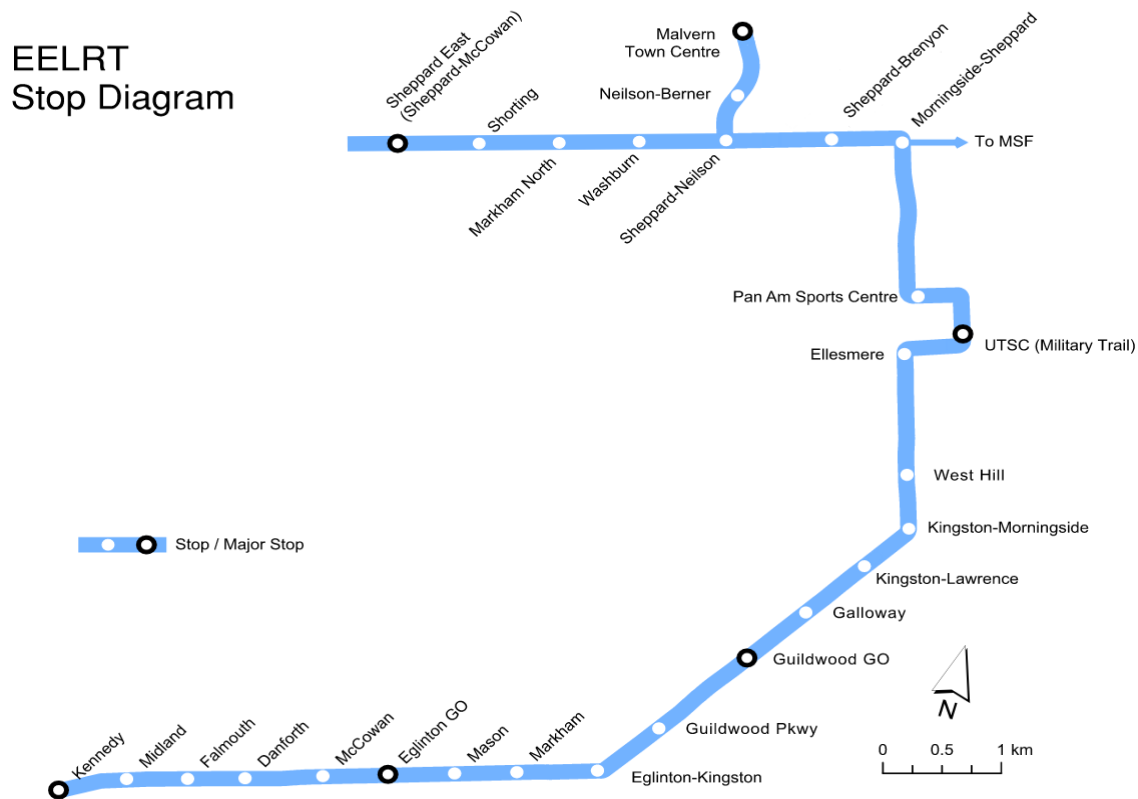 EELRT
Stop Diagram
Sheppard East
(Sheppard-McCowan)
Shorting
Markham North
Washburn
Sheppard-Neilson
Malvern
Town Centre
Neilson-Berner
Sheppard-Brenyon
Morningside-Sheppard
To MSF
Pan Am Sports Centre
UTSC (Military Trail)
Ellesmere
West Hill
Kingston-Morningside
Stop / Major Stop
Kingston-Lawrence
Galloway
Guildwood GO
Guildwood Pkwy
Eglinton-Kingston
Kennedy
Midland
Falmouth
Danforth
McCowan
Eglinton GO
Mason
Markham
N
0 0.5 1 km